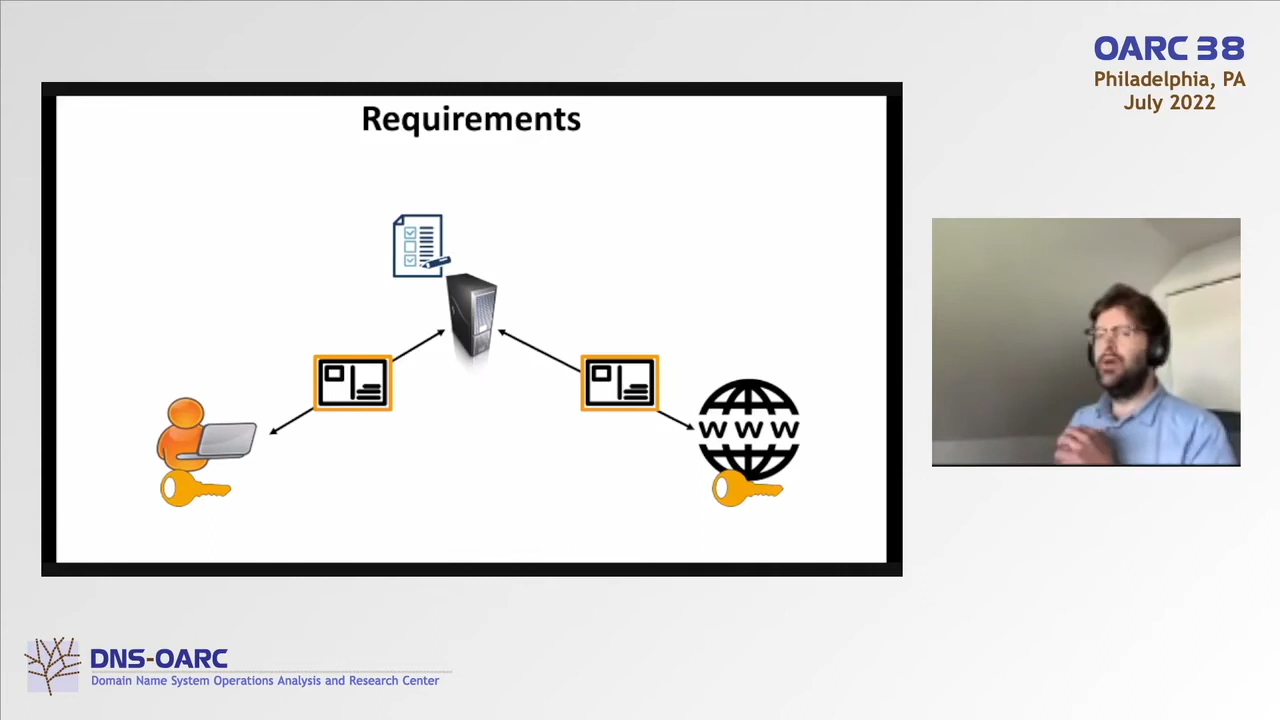 OARC 38
Philadelphia, PA
July 2022
Requirements
WWW
DNS-OARC
Domain Name System Operations Analysis and Research Center